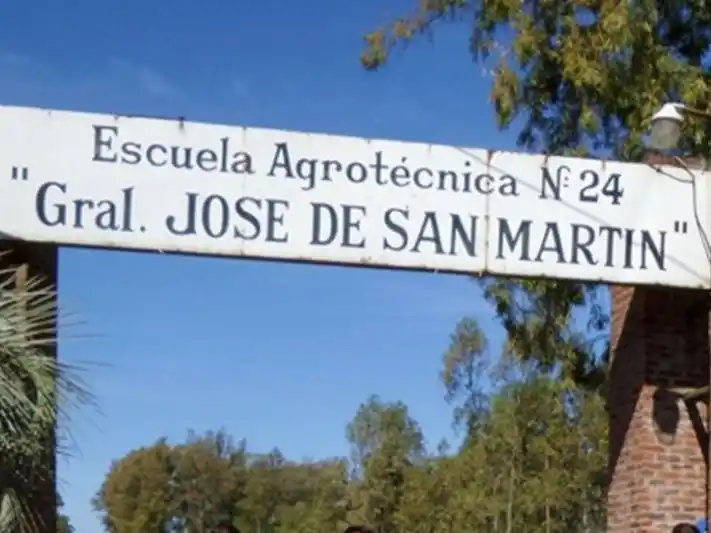 Escuela Agrotécnica Nº 24
"Gral. JOSE DE SAN MARTIN"